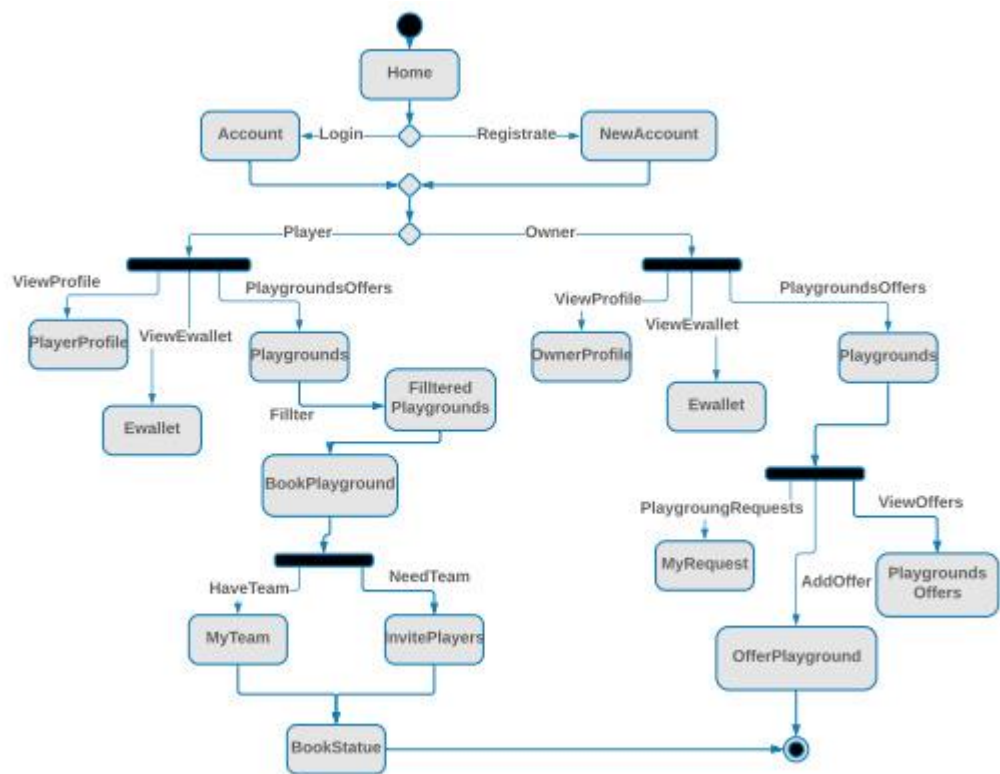 Home
Account
Login
Registrate
NewAccount
Player
Owner
ViewProfile
PlaygroundsOffers
ViewProfile
PlaygroundsOffers
PlayerProfile
ViewEwallet
Playgrounds
OwnerProfile
ViewEwallet
Playgrounds
Filltered
Playgrounds
Fillter
Ewallet
Ewallet
BookPlayground
PlaygroungRequests
ViewOffers
MyRequest
Playgrounds
Offers
HaveTeam
NeedTeam
AddOffer
MyTeam
InvitePlayers
OfferPlayground
BookStatue